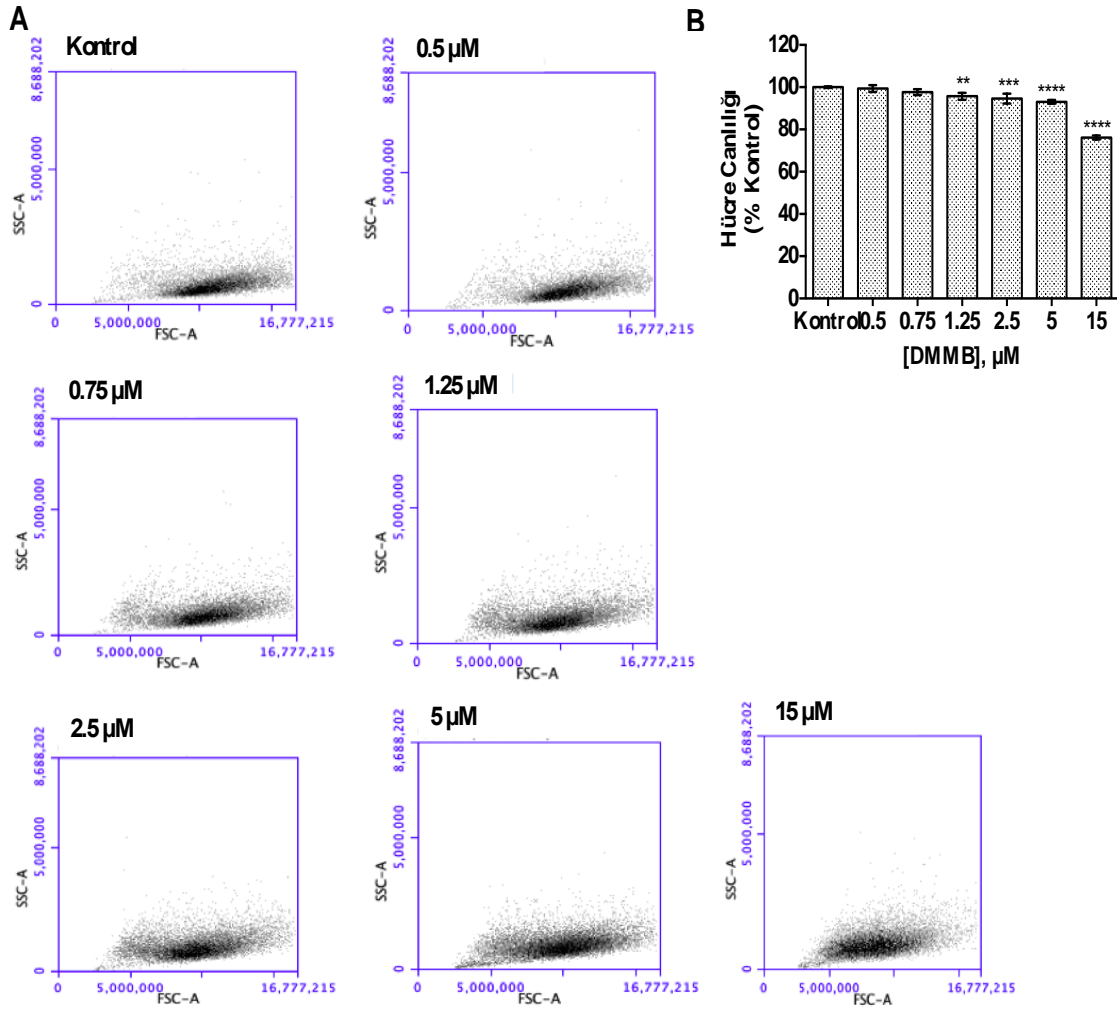 A
Kontrol
8,688,202
5,000,000
0
SSC-A
0
5,000,000
16,777,215
FSC-A
0.5 µM
8,688,202
5,000,000
0
SSC-A
0
5,000,000
16,777,215
FSC-A
B
Hücre Canlılığı
(% Kontrol)
120
100
80
60
40
20
0
**
***
****
****
Kontrol
0.5
0.75
1.25
2.5
5
15
[DMMB], µM
0.75 µM
8,688,202
5,000,000
0
SSC-A
0
5,000,000
16,777,215
FSC-A
1.25 µM
8,688,202
5,000,000
0
SSC-A
0
5,000,000
16,777,215
FSC-A
2.5 µM
8,688,202
5,000,000
0
SSC-A
0
5,000,000
16,777,215
FSC-A
5 µM
8,688,202
5,000,000
0
SSC-A
0
5,000,000
16,777,215
FSC-A
15 µM
8,688,202
5,000,000
0
SSC-A
0
5,000,000
16,777,215
FSC-A